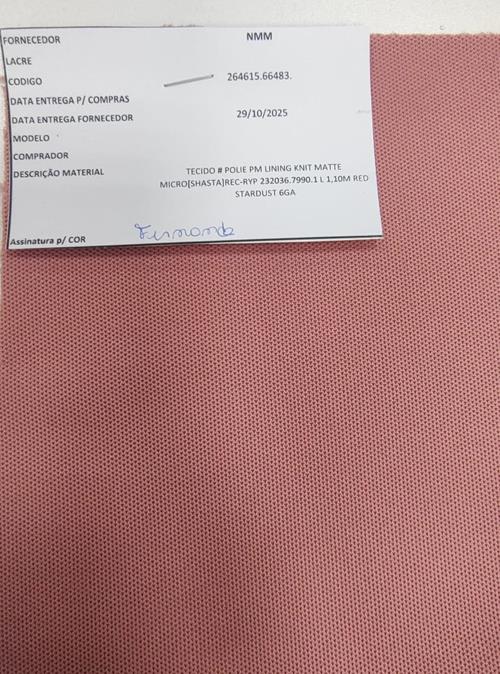 FORNECEDOR NMM
LACRE
CODIGO 264615.66483.
DATA ENTREGA P/ COMPRAS
DATA ENTREGA FORNECEDOR 29/10/2025
MODELO
COMPRADOR
DESCRIÇÃO MATERIAL TECIDO # POLIE PM LINING KNIT MATTE
MICRO[SHASTA]REC-RYP 232036.7990.1 L 1,10M RED
STARDUST 6GA
Assinatura p/ COR Fernanda